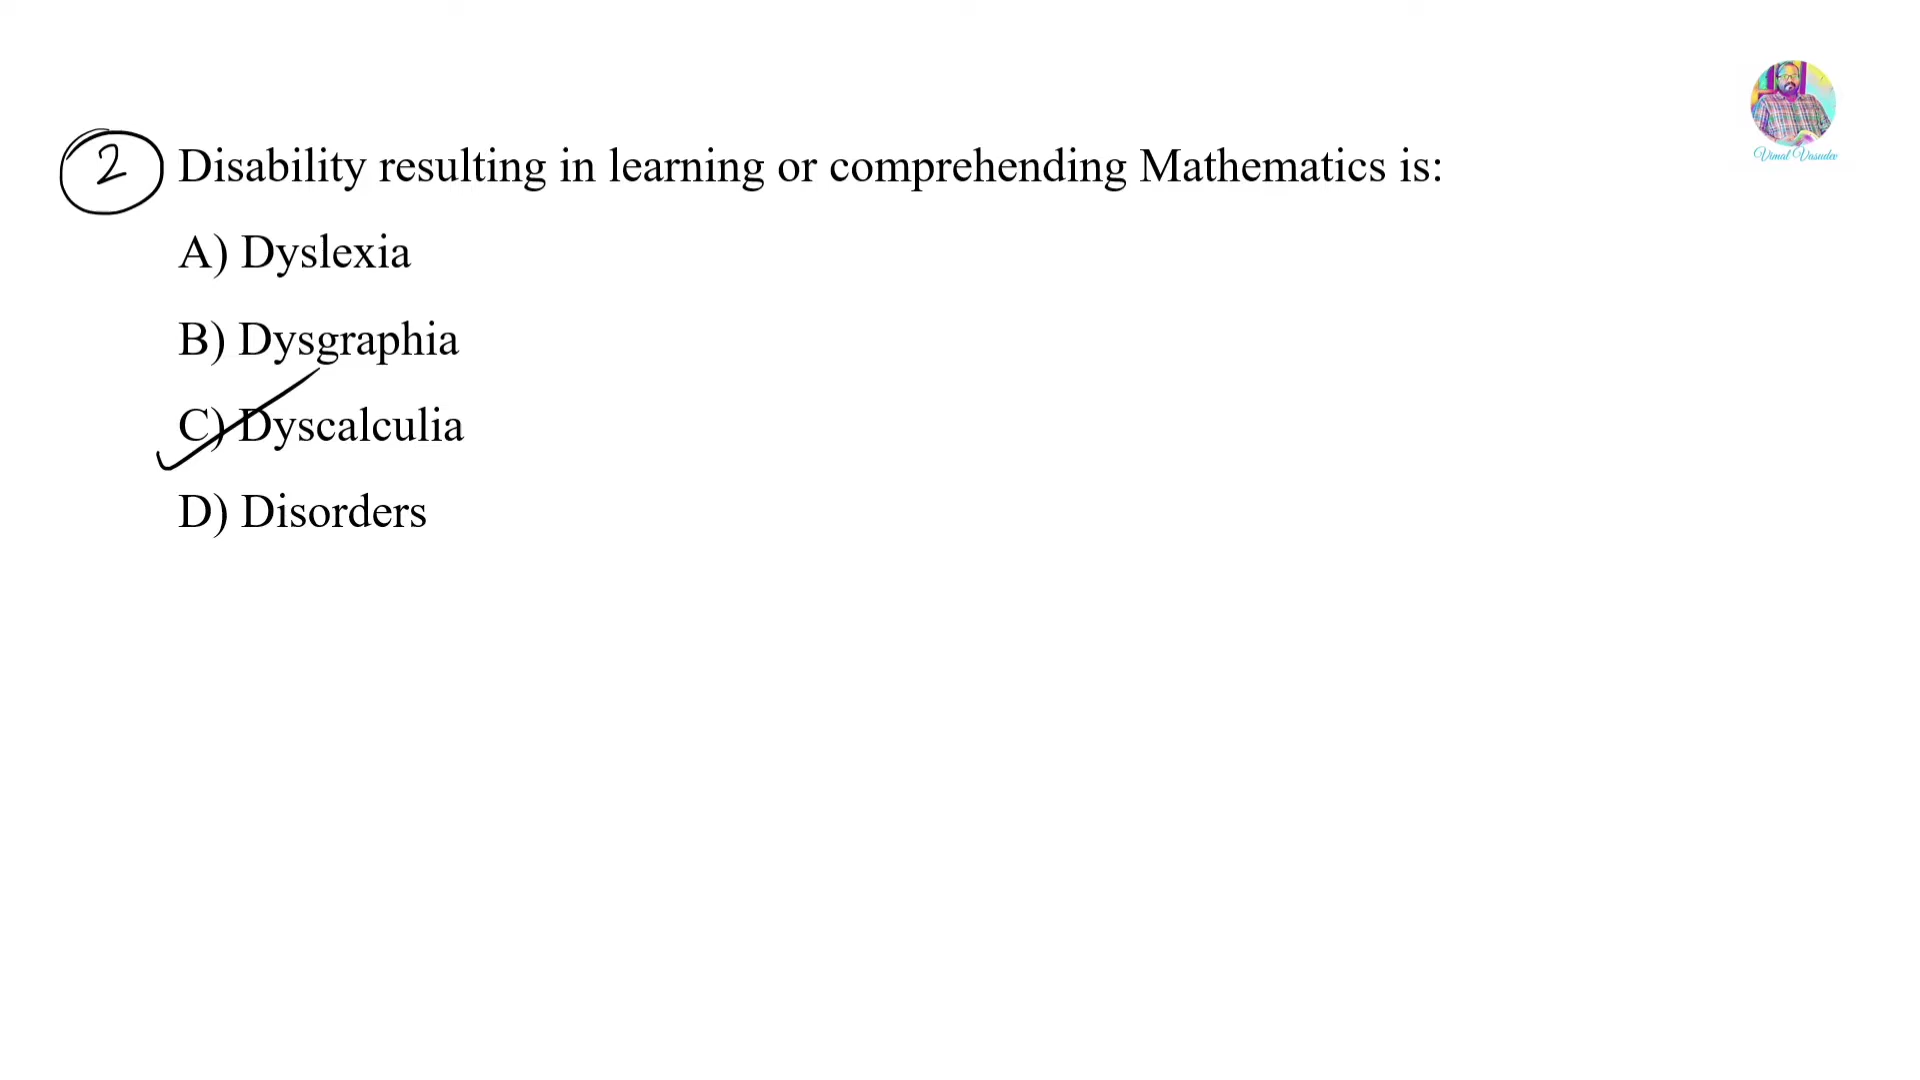 Vimal Vasudev
2 Disability resulting in learning or comprehending Mathematics is:
A) Dyslexia
B) Dysgraphia
C) Dyscalculia
D) Disorders